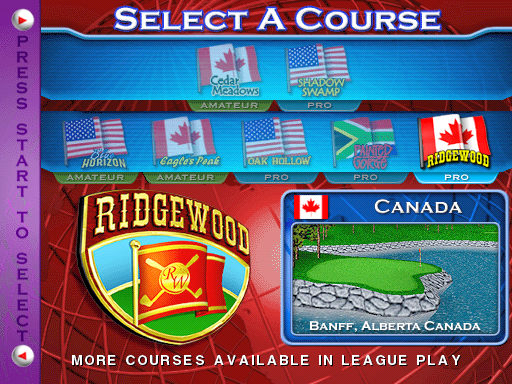 SELECT A COURSE
PRESS START TO SELECT
Cedar Meadows
SHADOW SWAMP
AMATEUR
PRO
Big HORIZON
Eagles Peak
OAK HOLLOW
RIDGEWOOD
AMATEUR
AMATEUR
PRO
PRO
PRO
RIDGEWOOD
RW
CANADA
BANFF, ALBERTA CANADA
MORE COURSES AVAILABLE IN LEAGUE PLAY